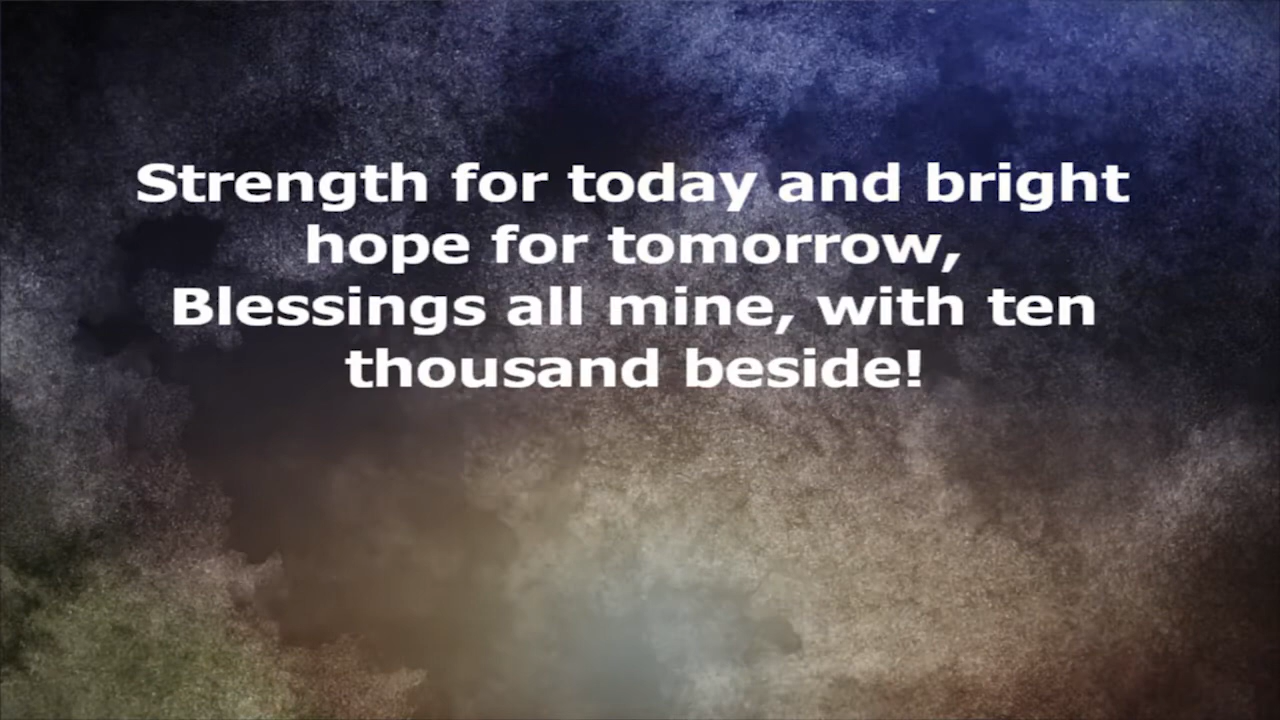 Strength for today and bright
hope for tomorrow,
Blessings all mine, with ten
thousand beside!